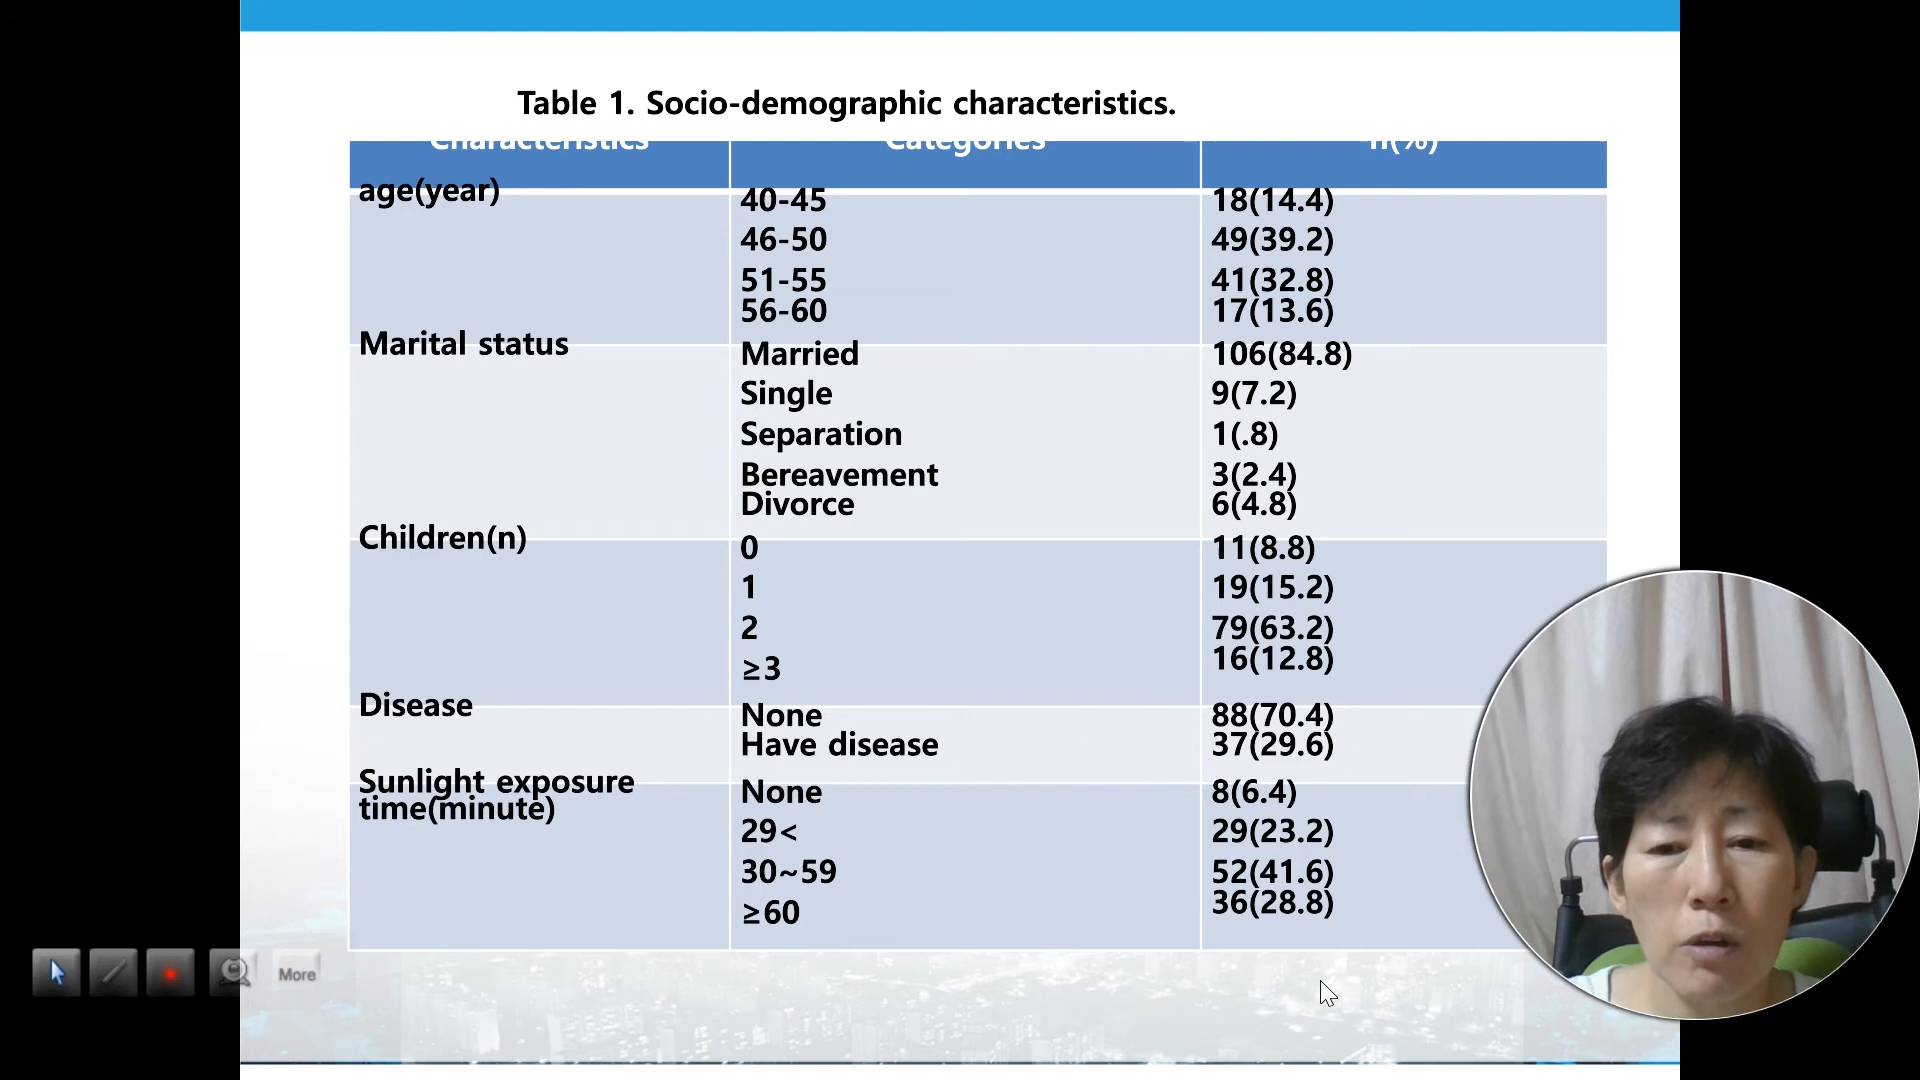 Table 1. Socio-demographic characteristics.
Characteristics Categories n(%)
age(year) 40-45 18(14.4)
46-50 49(39.2)
51-55 41(32.8)
56-60 17(13.6)
Marital status Married 106(84.8)
Single 9(7.2)
Separation 1(.8)
Bereavement 3(2.4)
Divorce 6(4.8)
Children(n) 0 11(8.8)
1 19(15.2)
2 79(63.2)
≥3 16(12.8)
Disease None 88(70.4)
Have disease 37(29.6)
Sunlight exposure
time(minute) None 8(6.4)
29< 29(23.2)
30~59 52(41.6)
≥60 36(28.8)
More